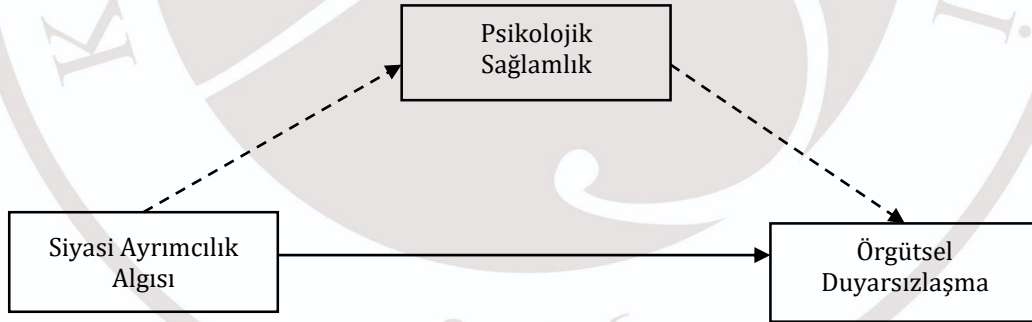 Psikolojik
Sağlamlık
Siyasi Ayrımcılık
Algısı
Örgütsel
Duyarsızlaşma